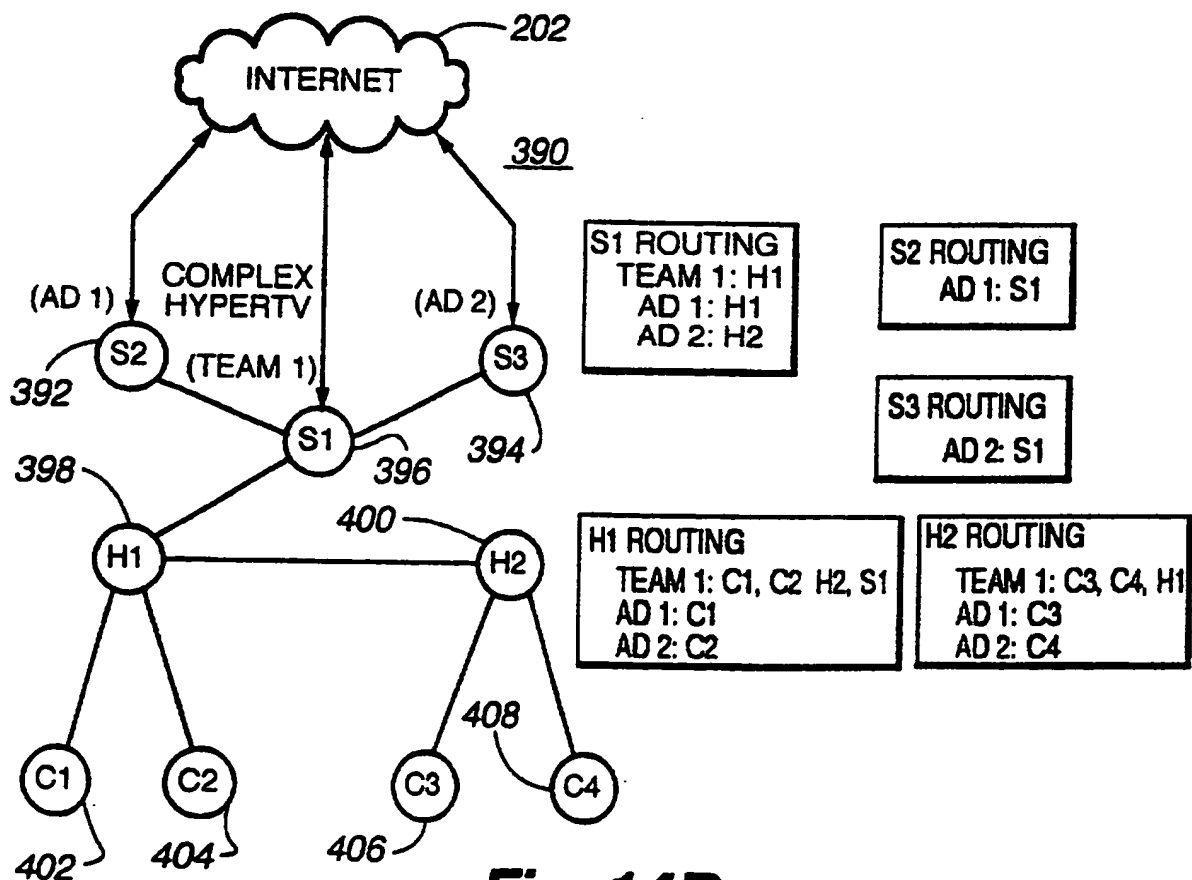 202
INTERNET
390
COMPLEX
HYPERTV
(AD 1)
(AD 2)
(TEAM 1)
S2
S3
S1
392
394
396
S1 ROUTING
TEAM 1: H1
AD 1: H1
AD 2: H2
S2 ROUTING
AD 1: S1
S3 ROUTING
AD 2: S1
398
400
H1
H2
H1 ROUTING
TEAM 1: C1, C2 H2, S1
AD 1: C1
AD 2: C2
H2 ROUTING
TEAM 1: C3, C4, H1
AD 1: C3
AD 2: C4
408
C1
C2
C3
C4
402
404
406